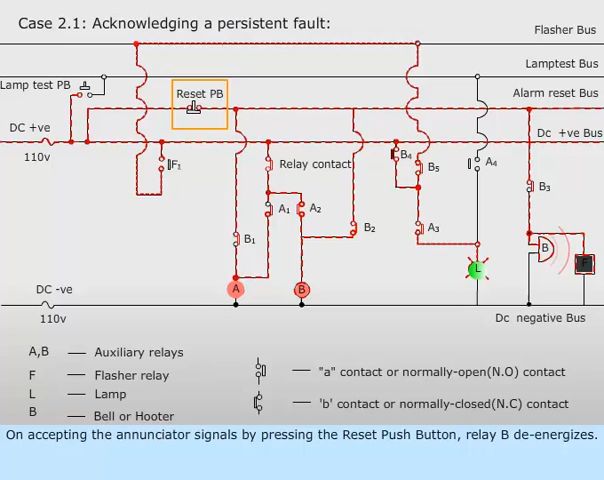 Case 2.1: Acknowledging a persistent fault:
Flasher Bus
Lamptest Bus
Lamp test PB
Reset PB
Alarm reset Bus
DC +ve
Dc +ve Bus
110v
F₁
Relay contact
B₄
B₅
A₄
B₃
A₁
A₂
B₂
A₃
B₁
B
F
L
A
B
DC -ve
110v
Dc negative Bus
A,B — Auxiliary relays
F — Flasher relay
L — Lamp
B — Bell or Hooter
— "a" contact or normally-open(N.O) contact
— 'b' contact or normally-closed(N.C) contact
On accepting the annunciator signals by pressing the Reset Push Button, relay B de-energizes.